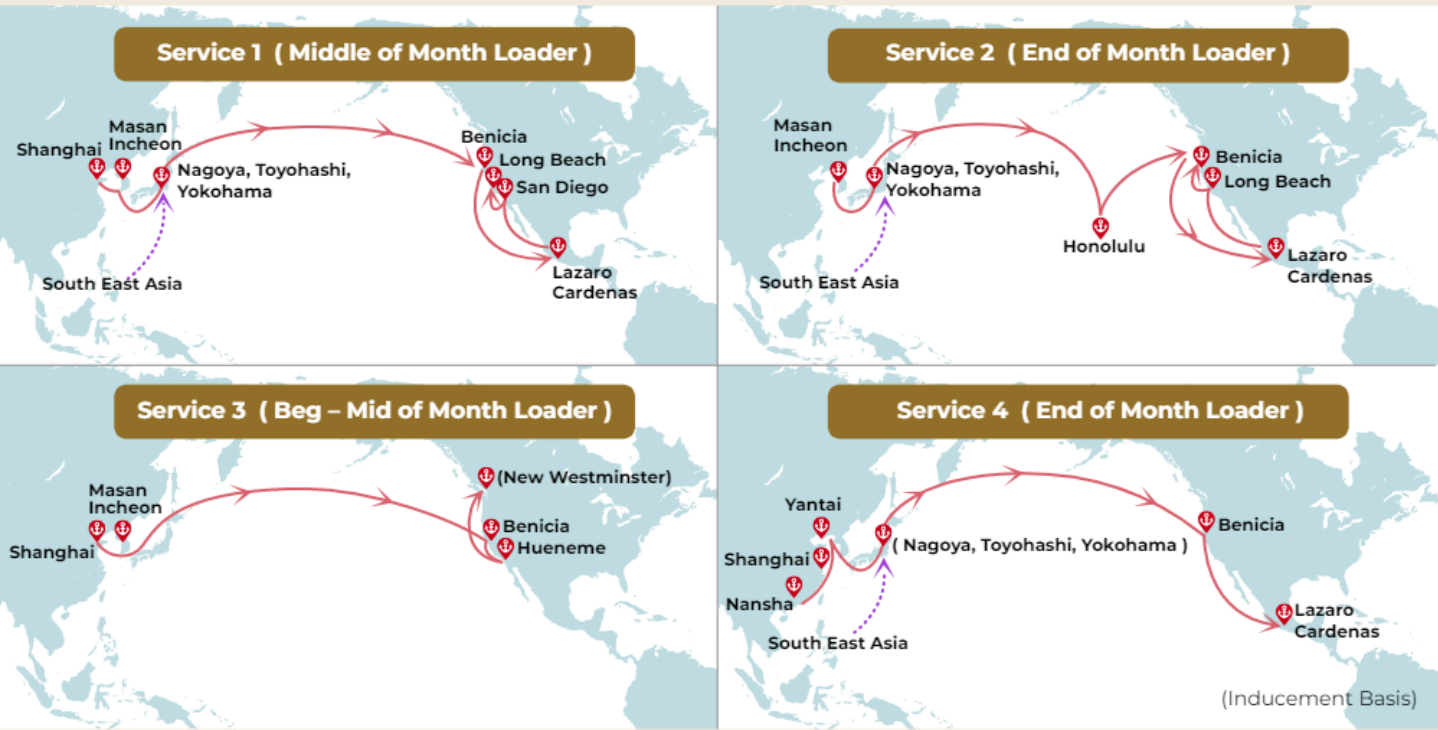 Service 1 ( Middle of Month Loader )
Masan
Incheon
Shanghai
Nagoya, Toyohashi,
Yokohama
South East Asia
Benicia
Long Beach
San Diego
Lazaro
Cardenas
Service 2 ( End of Month Loader )
Masan
Incheon
Nagoya, Toyohashi,
Yokohama
South East Asia
Honolulu
Benicia
Long Beach
Lazaro
Cardenas
Service 3 ( Beg – Mid of Month Loader )
Masan
Incheon
Shanghai
(New Westminster)
Benicia
Hueneme
Service 4 ( End of Month Loader )
Yantai
Shanghai
Nansha
( Nagoya, Toyohashi, Yokohama )
South East Asia
Benicia
Lazaro
Cardenas
(Inducement Basis)